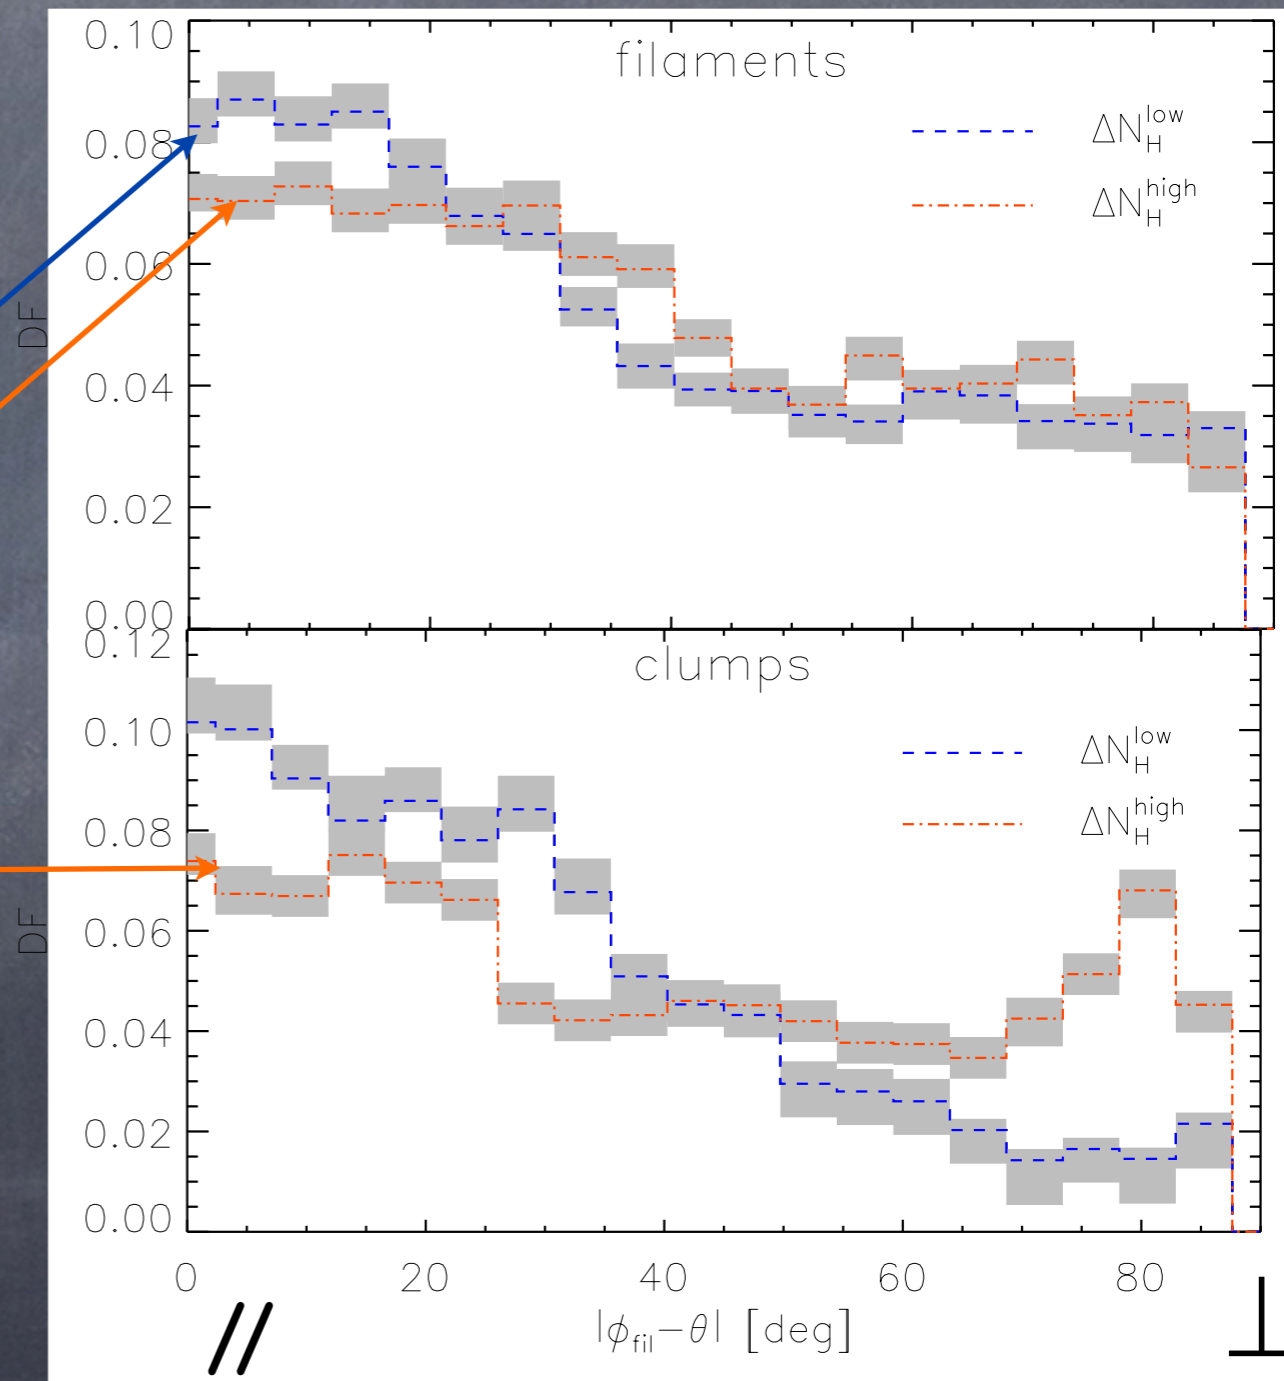 filaments
DF
0.10
0.08
0.06
0.04
0.02
0.00
ΔN_H^low
ΔN_H^high
clumps
DF
0.12
0.10
0.08
0.06
0.04
0.02
0.00
ΔN_H^low
ΔN_H^high
0 20 40 60 80
|ϕ_fil−θ| [deg]
// ⊥